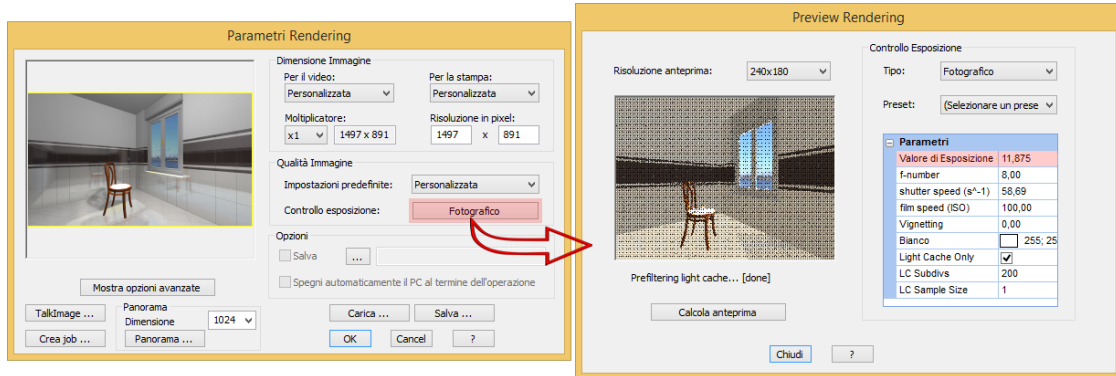 Parametri Rendering
Dimensione Immagine
Per il video:
Per la stampa:
Personalizzata
Personalizzata
Moltiplicatore:
Risoluzione in pixel:
x1
1497 x 891
1497 x 891
Qualità Immagine
Impostazioni predefinite:
Personalizzata
Controllo esposizione:
Fotografico
Opzioni
Salva
...
Spegni automaticamente il PC al termine dell'operazione
Mostra opzioni avanzate
TalkImage ...
Panorama
Dimensione
1024
Crea job ...
Panorama ...
Carica ...
Salva ...
OK
Cancel
?
Preview Rendering
Risoluzione anteprima:
240x180
Prefiltering light cache... [done]
Calcola anteprima
Controllo Esposizione
Tipo:
Fotografico
Preset:
(Selezionare un prese
Parametri
Valore di Esposizione 11,875
f-number 8,00
shutter speed (s^-1) 58,69
film speed (ISO) 100,00
Vignetting 0,00
Bianco 255; 25
Light Cache Only
LC Subdivs 200
LC Sample Size 1
Chiudi
?